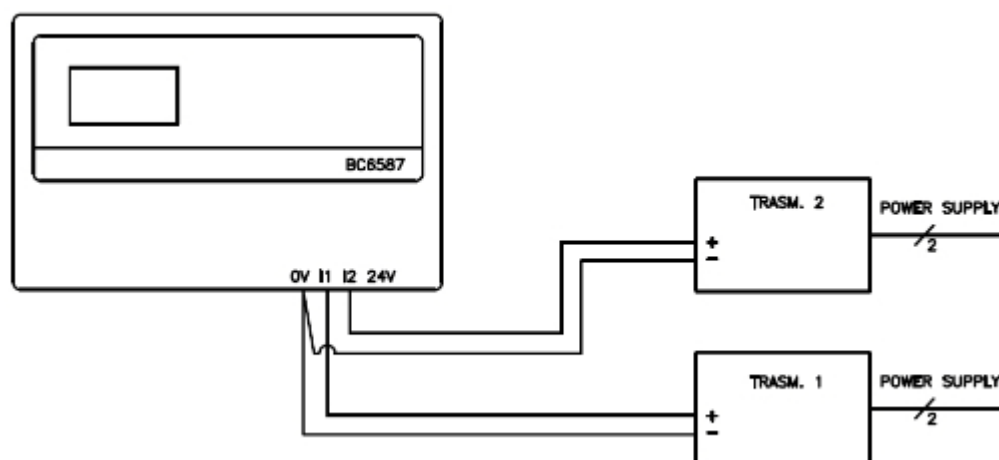 BC6587
0V I1 I2 24V
TRASM. 2
POWER SUPPLY
2
+
-
TRASM. 1
POWER SUPPLY
2
+
-